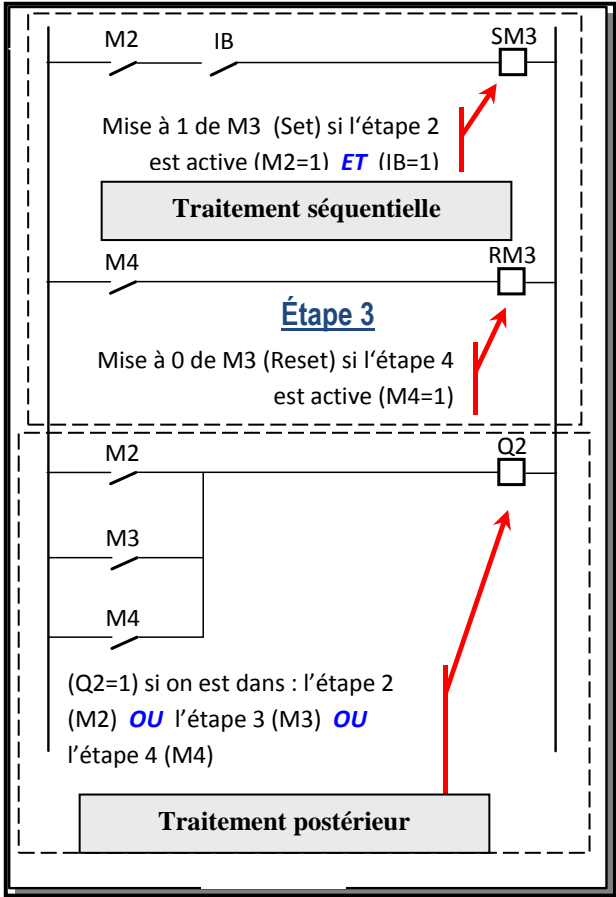 M2 IB SM3
Mise à 1 de M3 (Set) si l‘étape 2
est active (M2=1) ET (IB=1)
Traitement séquentielle
M4 RM3
Étape 3
Mise à 0 de M3 (Reset) si l‘étape 4
est active (M4=1)
M2 Q2
M3
M4
(Q2=1) si on est dans : l’étape 2
(M2) OU l’étape 3 (M3) OU
l’étape 4 (M4)
Traitement postérieur